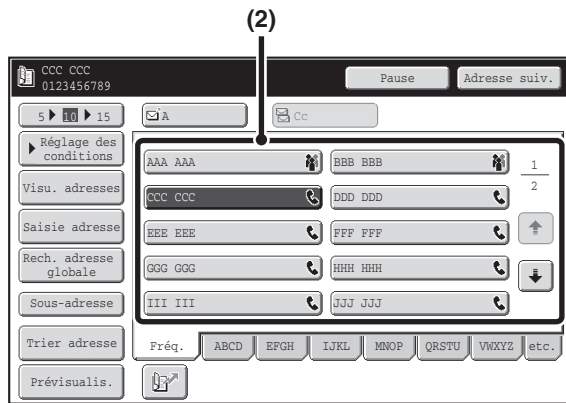 (2)
CCC CCC
0123456789
Pause
Adresse suiv.
5 10 15
A
Cc
Réglage des
conditions
Visu. adresses
Saisie adresse
Rech. adresse
globale
Sous-adresse
Trier adresse
Prévisualis.
AAA AAA
BBB BBB
CCC CCC
DDD DDD
EEE EEE
FFF FFF
GGG GGG
HHH HHH
III III
JJJ JJJ
1
2
Fréq.
ABCD
EFGH
IJKL
MNOP
QRSTU
VWXYZ
etc.